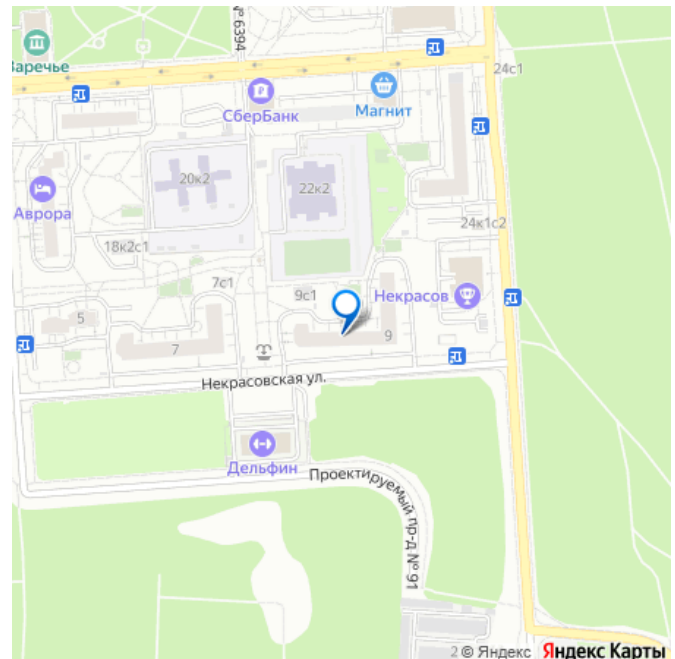 № 6394
Заречье
СберБанк
Магнит
24с1
20к2
22к2
Аврора
18к2с1
24к1с2
7с1
9с1
Некрасов
5
7
9
Некрасовская ул.
Дельфин
Проектируемый пр-д № 91
2
© Яндекс Яндекс Карты